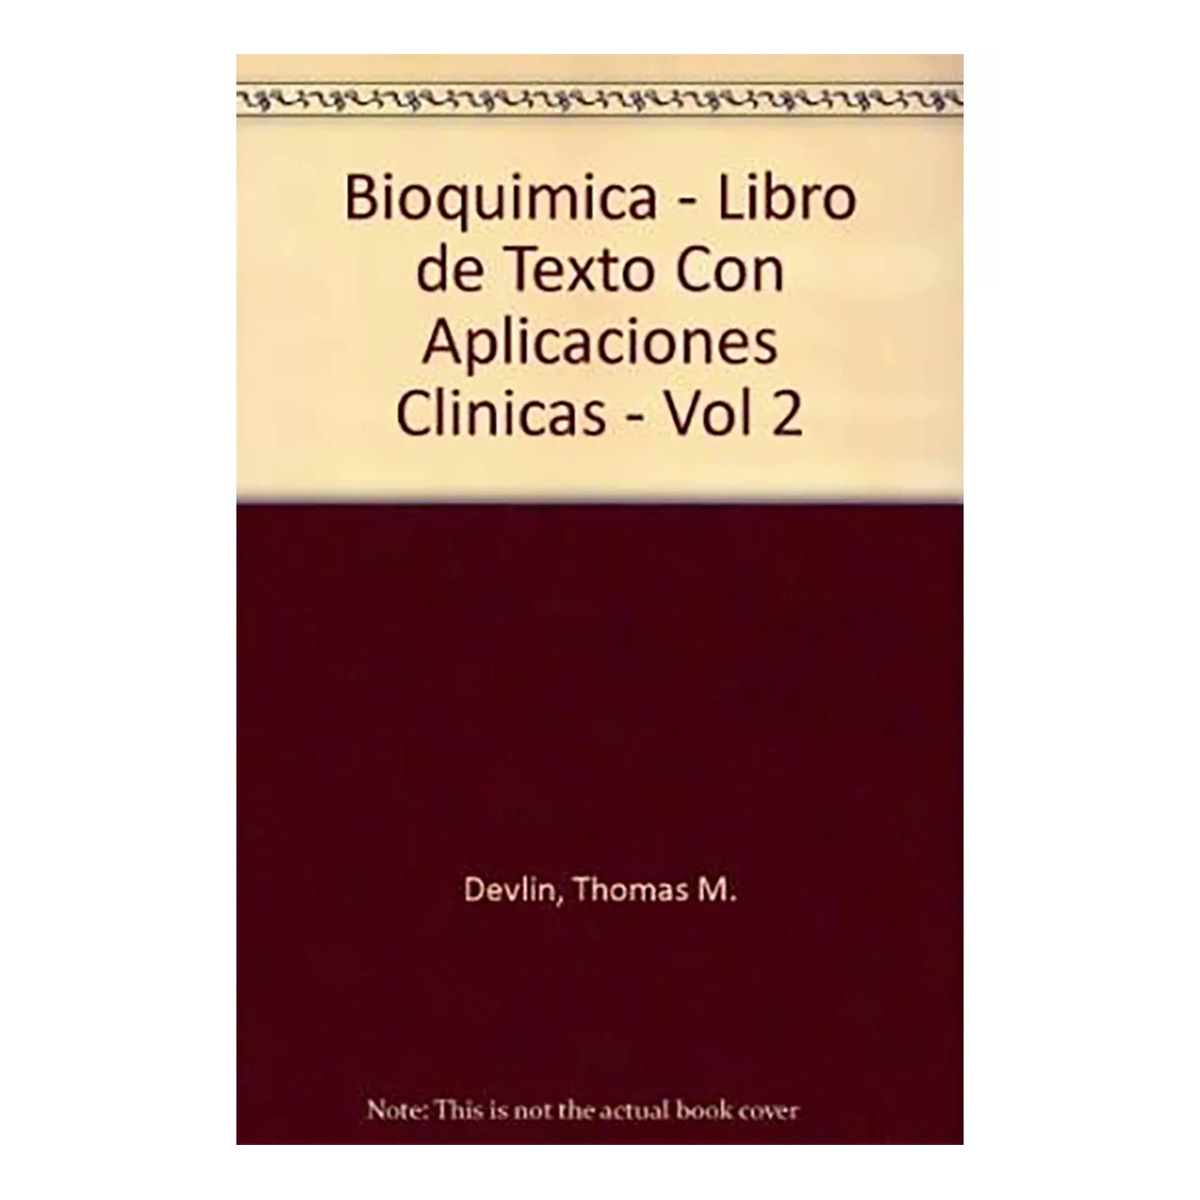 Bioquimica - Libro
de Texto Con
Aplicaciones
Clinicas - Vol 2
Devlin, Thomas M.
Note: This is not the actual book cover